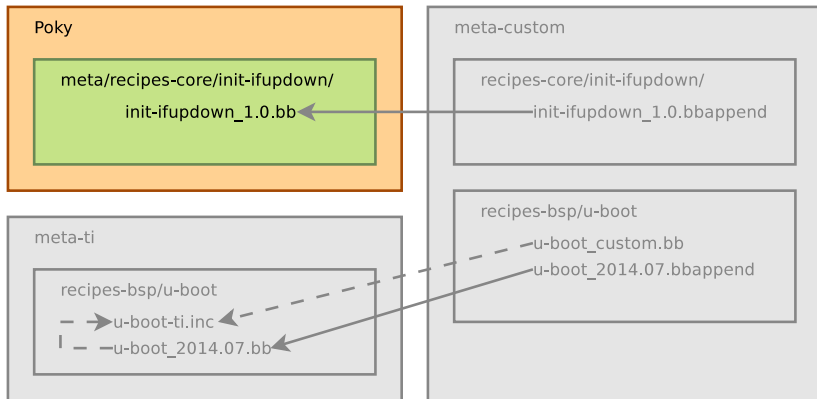 Poky
meta/recipes-core/init-ifupdown/
init-ifupdown_1.0.bb
meta-ti
recipes-bsp/u-boot
u-boot-ti.inc
u-boot_2014.07.bb
meta-custom
recipes-core/init-ifupdown/
init-ifupdown_1.0.bbappend
recipes-bsp/u-boot
u-boot_custom.bb
u-boot_2014.07.bbappend